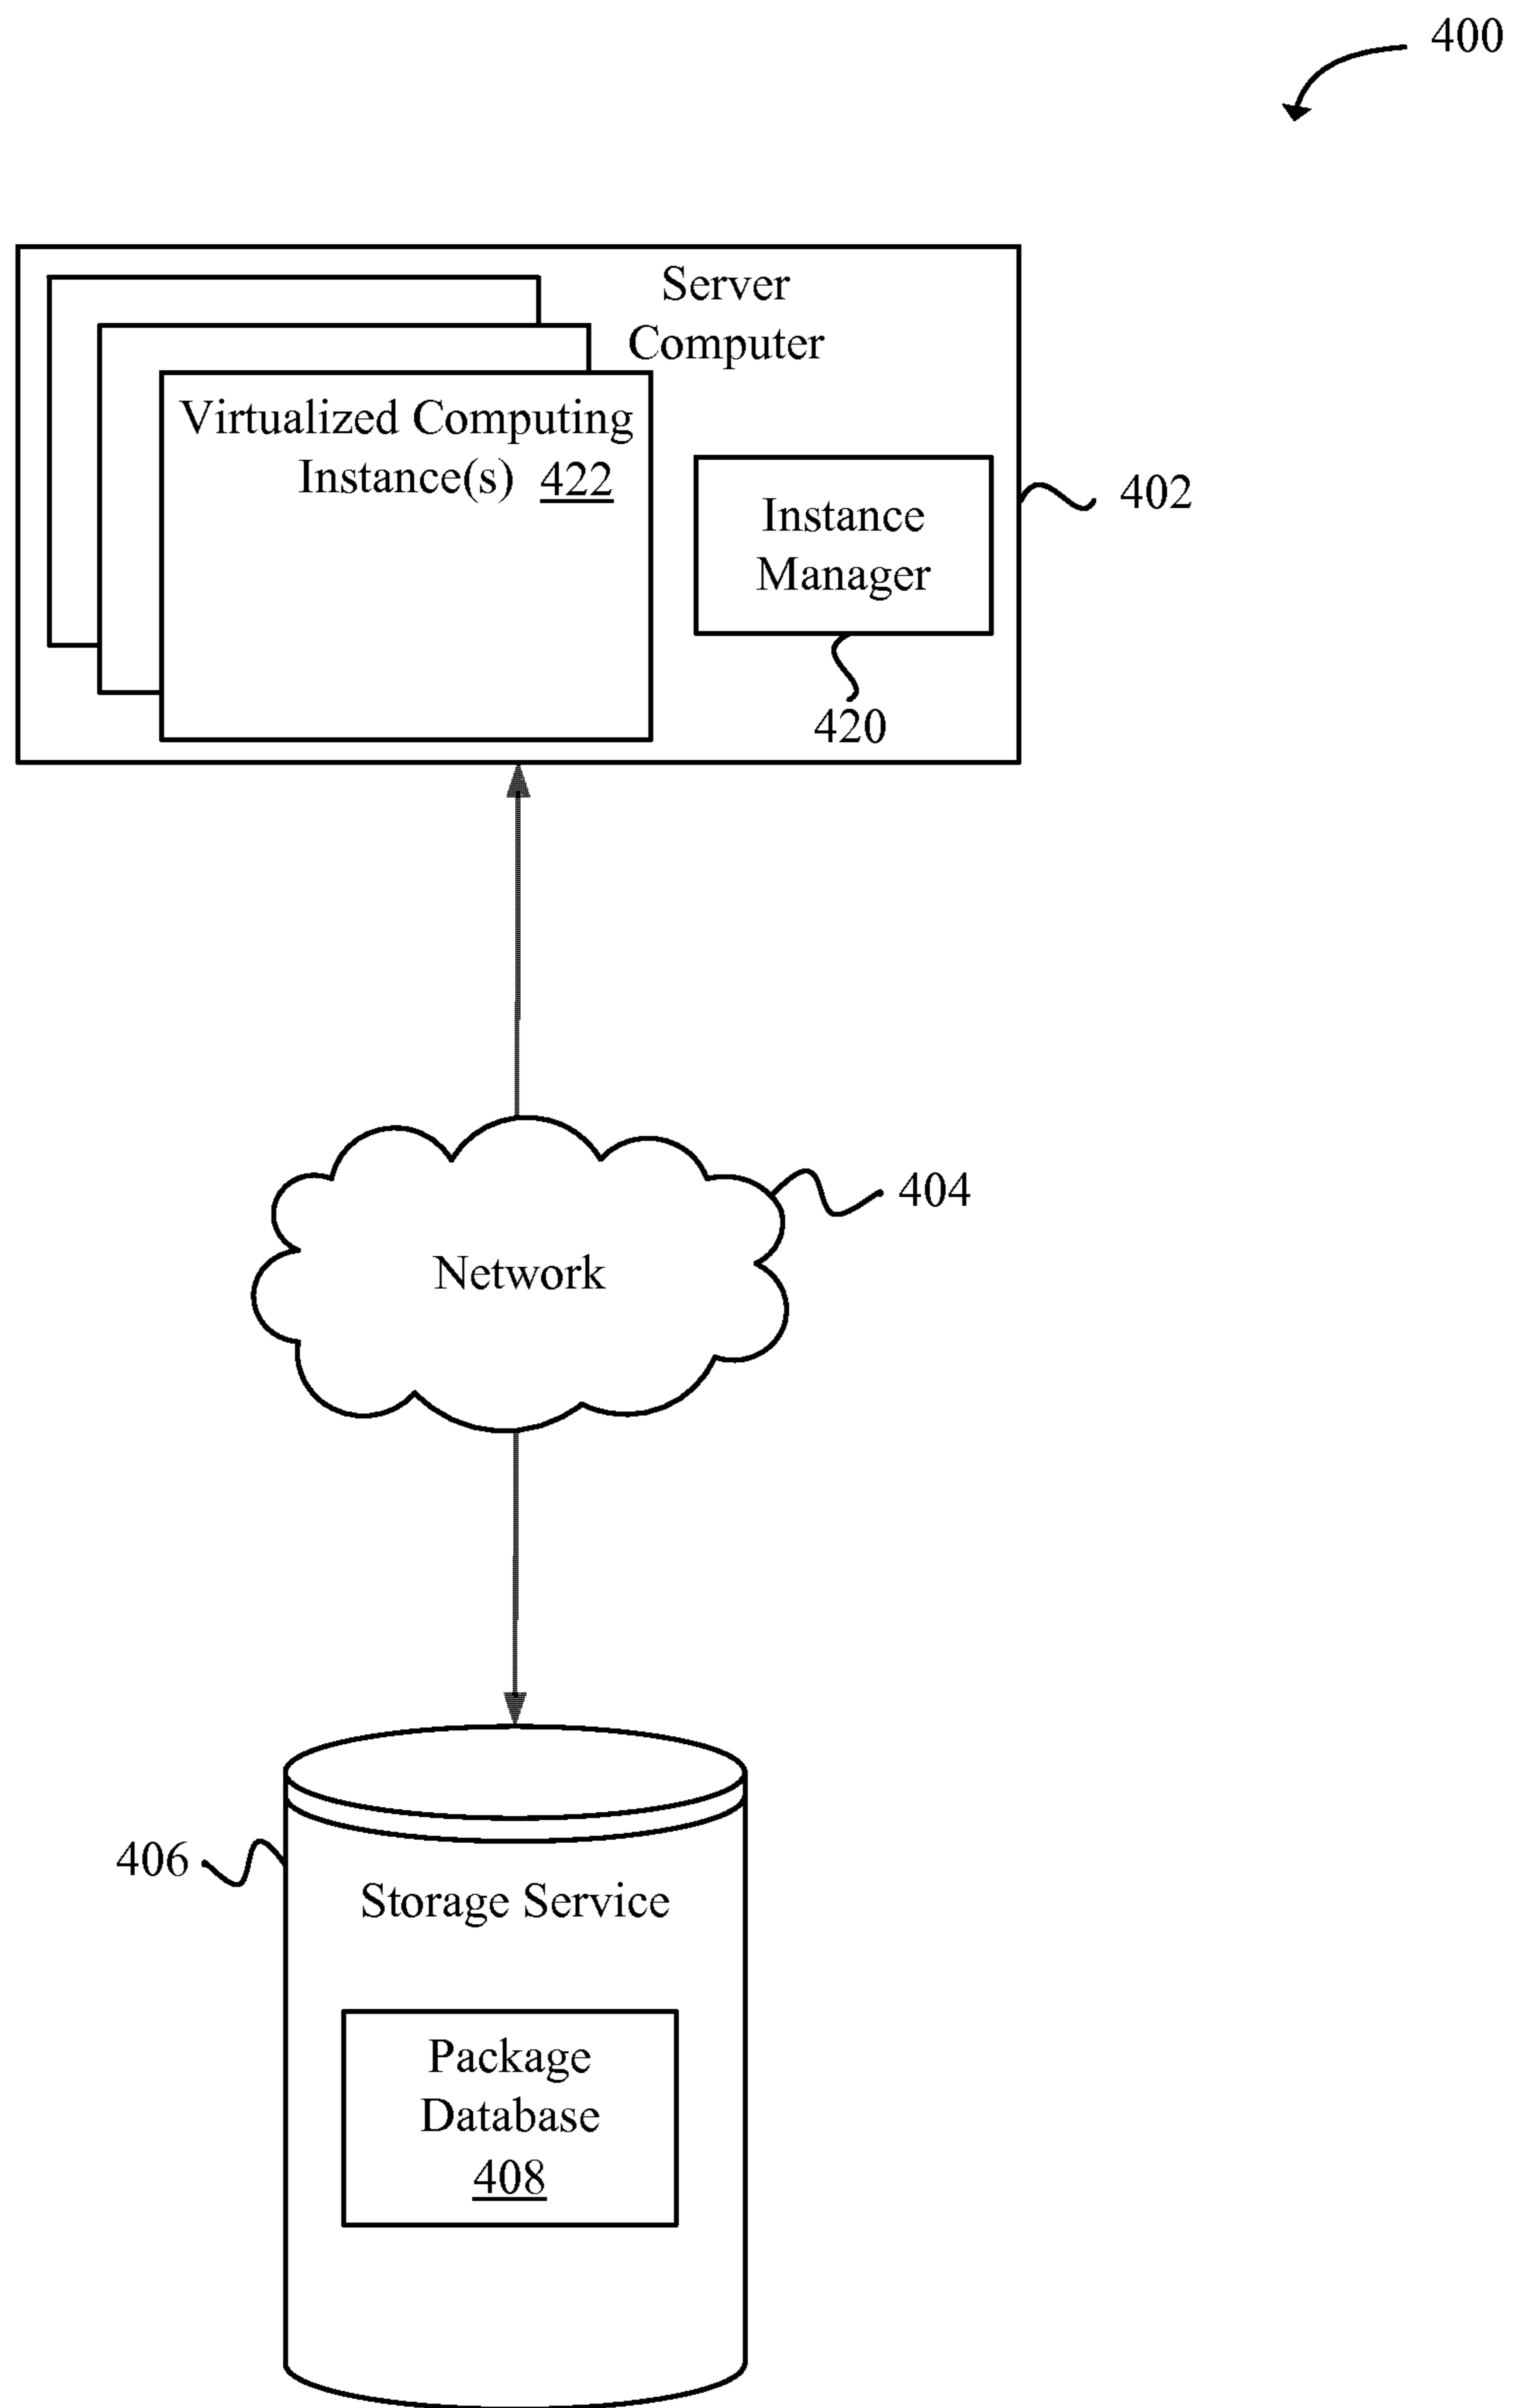 400
Server
Computer
Virtualized Computing
Instance(s) 422
Instance
Manager
402
420
404
Network
406
Storage Service
Package
Database
408